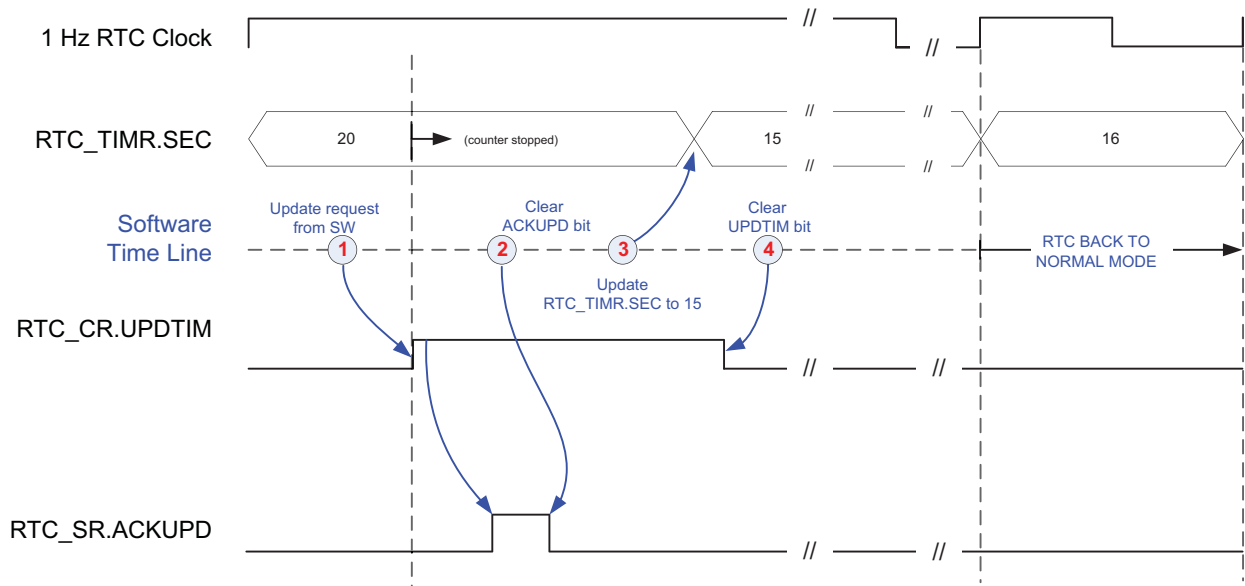 1 Hz RTC Clock
//
//
RTC_TIMR.SEC
20
(counter stopped)
//
//
15
//
//
16
Software
Time Line
Update request
from SW
1
Clear
ACKUPD bit
2
3
Update
RTC_TIMR.SEC to 15
Clear
UPDTIM bit
4
RTC BACK TO
NORMAL MODE
RTC_CR.UPDTIM
//
//
RTC_SR.ACKUPD
//
//